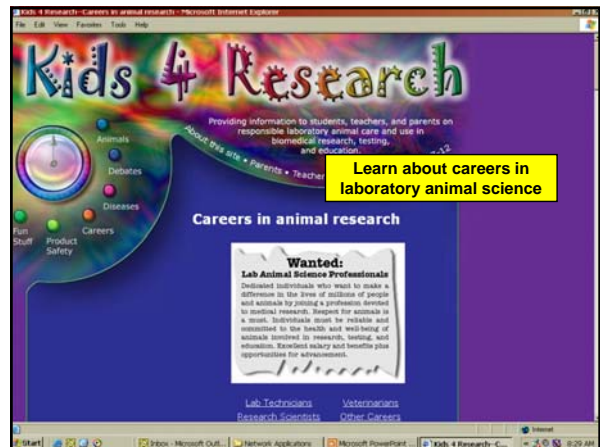 Kids 4 Research--Careers in animal research - Microsoft Internet Explorer
File Edit View Favorites Tools Help
Kids 4 Research
Providing information to students, teachers, and parents on
responsible laboratory animal care and use in
biomedical research, testing,
and education.
About this site • Parents • Teacher
-12
Learn about careers in
laboratory animal science
Animals
Debates
Diseases
Careers
Product
Safety
Fun
Stuff
Careers in animal research
Wanted:
Lab Animal Science Professionals
Dedicated individuals who want to make a
difference in the lives of millions of people
and animals by joining a profession devoted
to medical research. Respect for animals is
a must. Individuals must be reliable and
committed to the health and well-being of
animals involved in research, testing, and
education. Excellent salary and benefits plus
opportunities for advancement.
Lab Technicians Veterinarians
Research Scientists Other Careers
Internet
Start Inbox - Microsoft Outl... Network Applications Microsoft PowerPoint ... Kids 4 Research--C... 8:29 AM